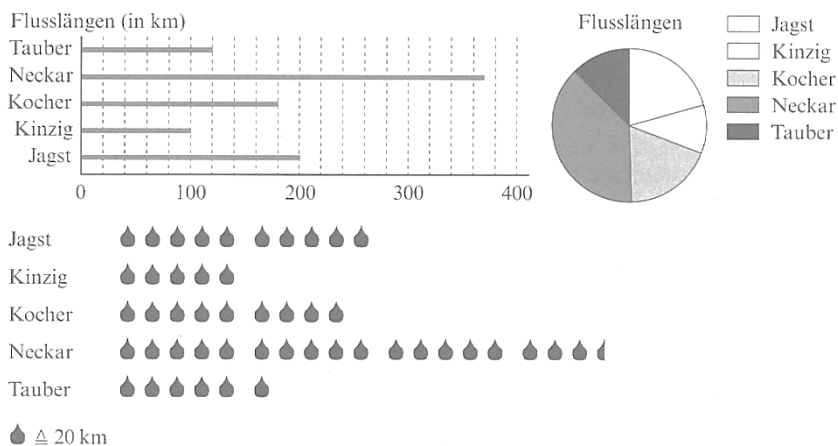 Flusslängen (in km)
Tauber
Neckar
Kocher
Kinzig
Jagst
0 100 200 300 400
Flusslängen
Jagst
Kinzig
Kocher
Neckar
Tauber
Jagst
Kinzig
Kocher
Neckar
Tauber
≙ 20 km